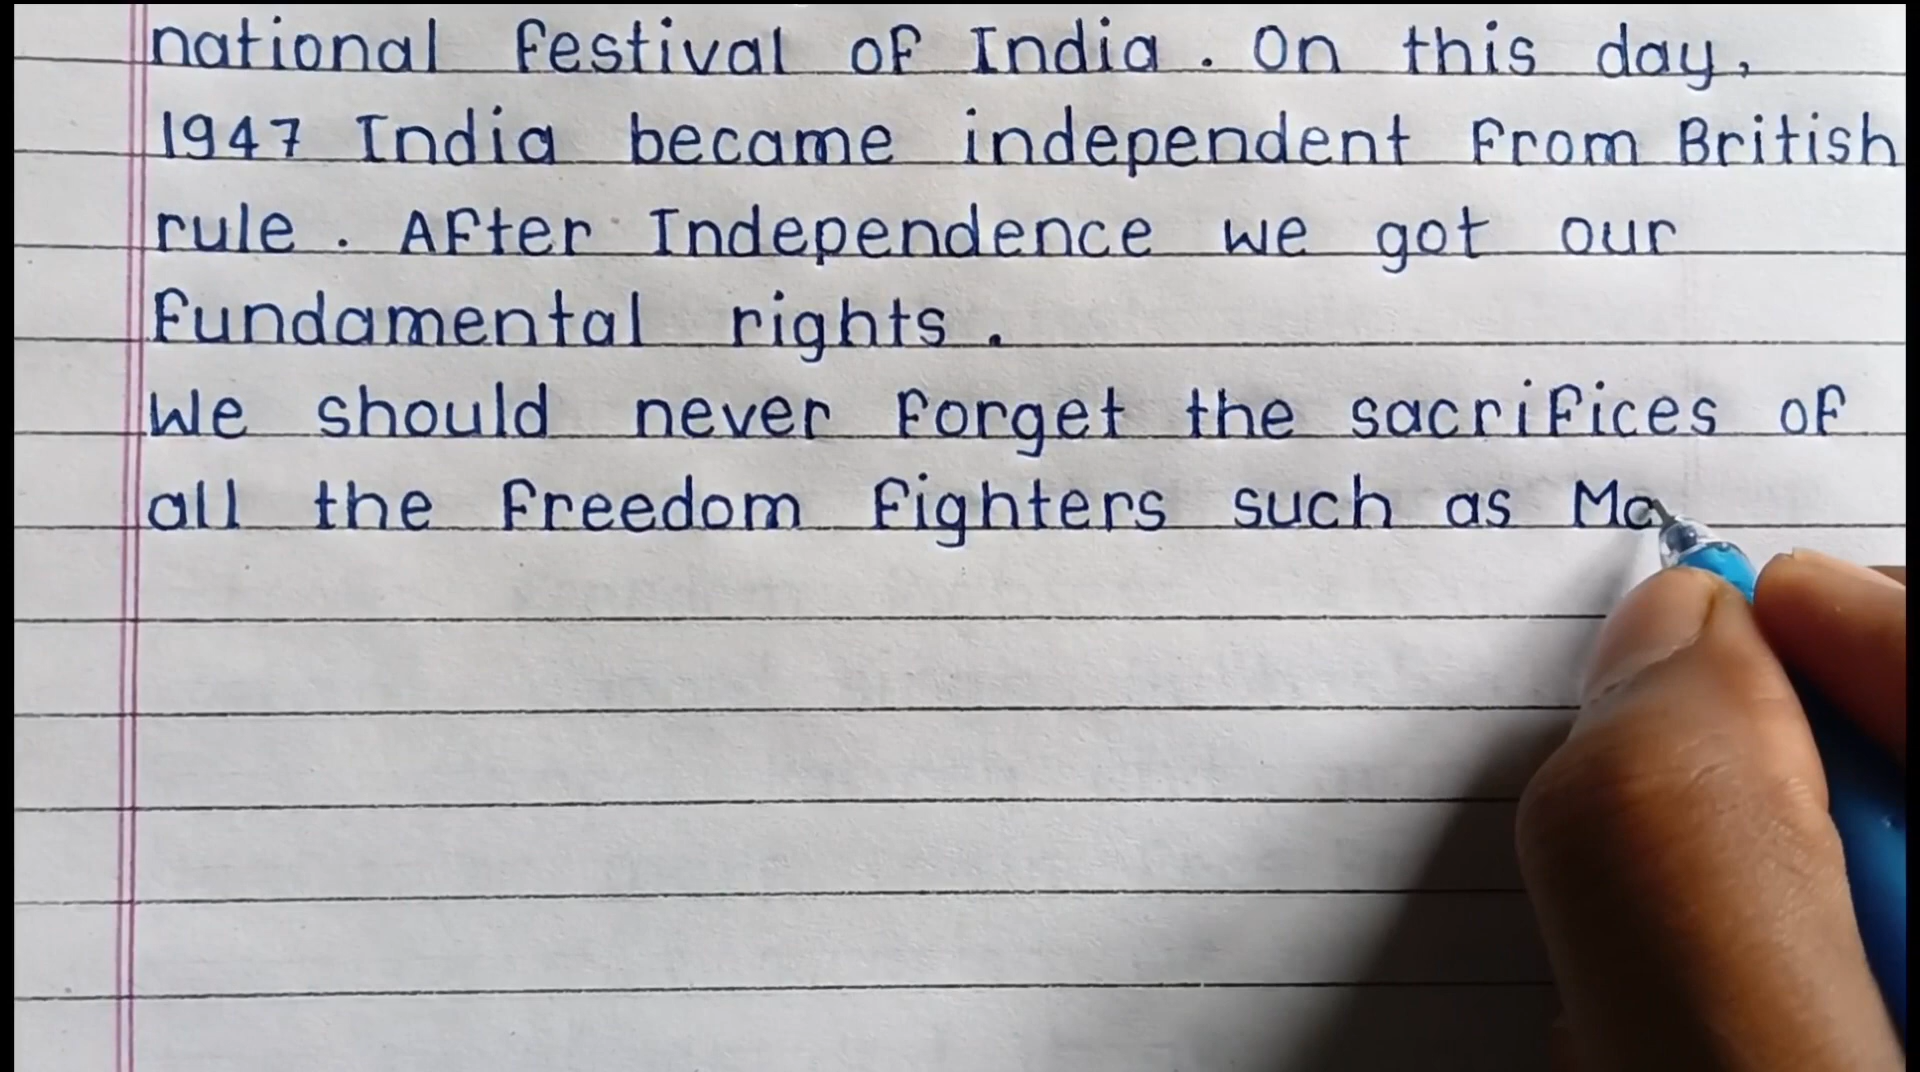 national festival of India. On this day,
1947 India became independent from British
rule. After Independence we got our
fundamental rights.
We should never forget the sacrifices of
all the freedom fighters such as Ma